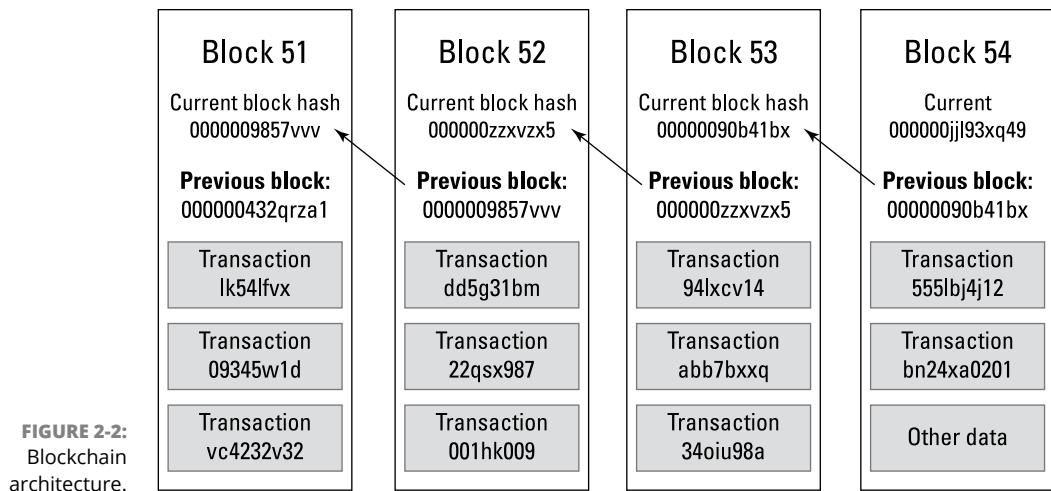 Block 51
Current block hash
0000009857vvv
Previous block:
000000432qrza1
Transaction
lk54lfvx
Transaction
09345w1d
Transaction
vc4232v32
Block 52
Current block hash
000000zzxvzx5
Previous block:
0000009857vvv
Transaction
dd5g31bm
Transaction
22qsx987
Transaction
001hk009
Block 53
Current block hash
00000090b41bx
Previous block:
000000zzxvzx5
Transaction
94lxcv14
Transaction
abb7bxxq
Transaction
34oiu98a
Block 54
Current
000000jjl93xq49
Previous block:
00000090b41bx
Transaction
555lbj4j12
Transaction
bn24xa0201
Other data
FIGURE 2-2:
Blockchain
architecture.